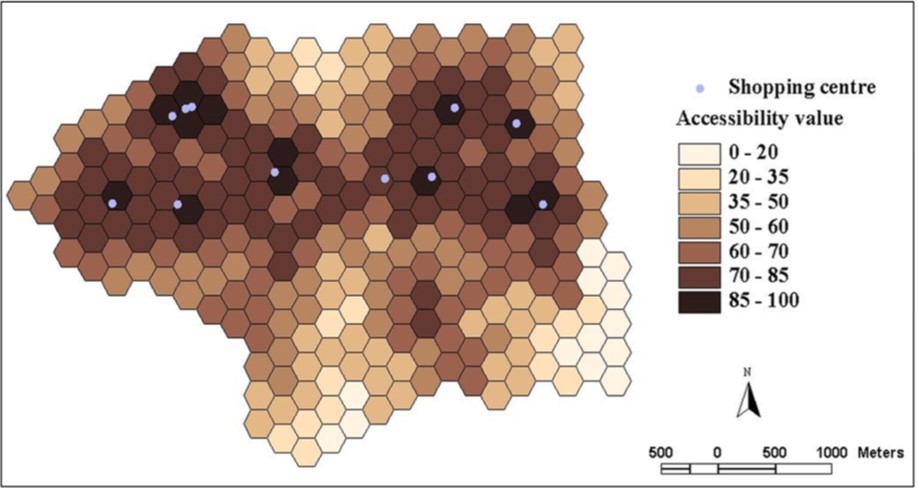 Shopping centre
Accessibility value
0 - 20
20 - 35
35 - 50
50 - 60
60 - 70
70 - 85
85 - 100
N
500 0 500 1000 Meters